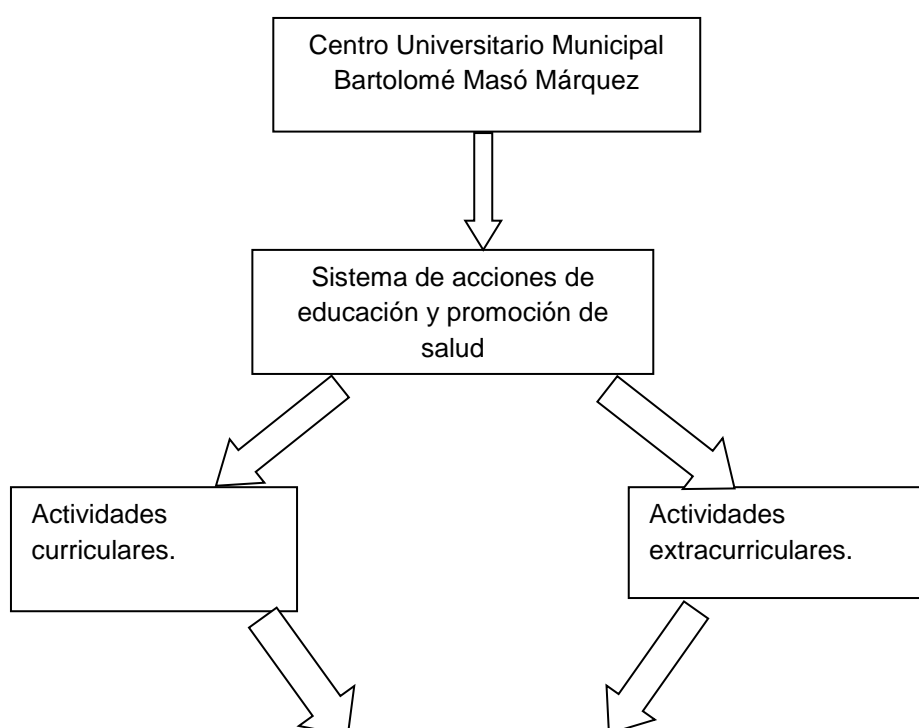 Centro Universitario Municipal
Bartolomé Masó Márquez
Sistema de acciones de
educación y promoción de
salud
Actividades
curriculares.
Actividades
extracurriculares.